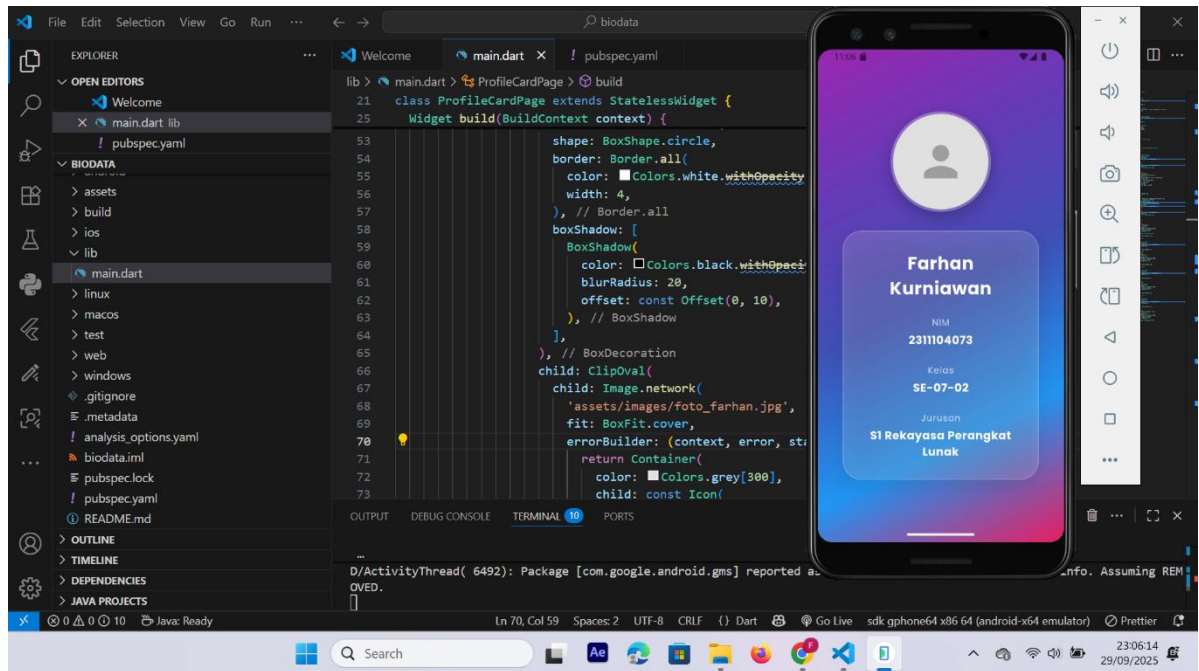 File Edit Selection View Go Run ··· biodata
EXPLORER ···
OPEN EDITORS
Welcome
main.dart lib
pubspec.yaml
BIODATA
assets
build
ios
lib
main.dart
linux
macos
test
web
windows
.gitignore
.metadata
analysis_options.yaml
biodata.iml
pubspec.lock
pubspec.yaml
README.md
OUTLINE
TIMELINE
DEPENDENCIES
JAVA PROJECTS
Welcome main.dart pubspec.yaml
lib > main.dart > ProfileCardPage > build
21 class ProfileCardPage extends StatelessWidget {
25 Widget build(BuildContext context) {
53 shape: BoxShape.circle,
54 border: Border.all(
55 color: Colors.white.withOpacity
56 width: 4,
57 ), // Border.all
58 boxShadow: [
59 BoxShadow(
60 color: Colors.black.withOpaci
61 blurRadius: 20,
62 offset: const Offset(0, 10),
63 ), // BoxShadow
64 ],
65 ), // BoxDecoration
66 child: ClipOval(
67 child: Image.network(
68 'assets/images/foto_farhan.jpg',
69 fit: BoxFit.cover,
70 errorBuilder: (context, error, sta
71 return Container(
72 color: Colors.grey[300],
73 child: const Icon(
OUTPUT DEBUG CONSOLE TERMINAL 10 PORTS
…
D/ActivityThread( 6492): Package [com.google.android.gms] reported as
nfo. Assuming REM
OVED.
11:06
Farhan
Kurniawan
NIM
2311104073
Kelas
SE-07-02
Jurusan
S1 Rekayasa Perangkat
Lunak
0 0 10 Java: Ready Ln 70, Col 59 Spaces: 2 UTF-8 CRLF {} Dart Go Live sdk gphone64 x86 64 (android-x64 emulator) Prettier
Search Ae
23:06:14
29/09/2025